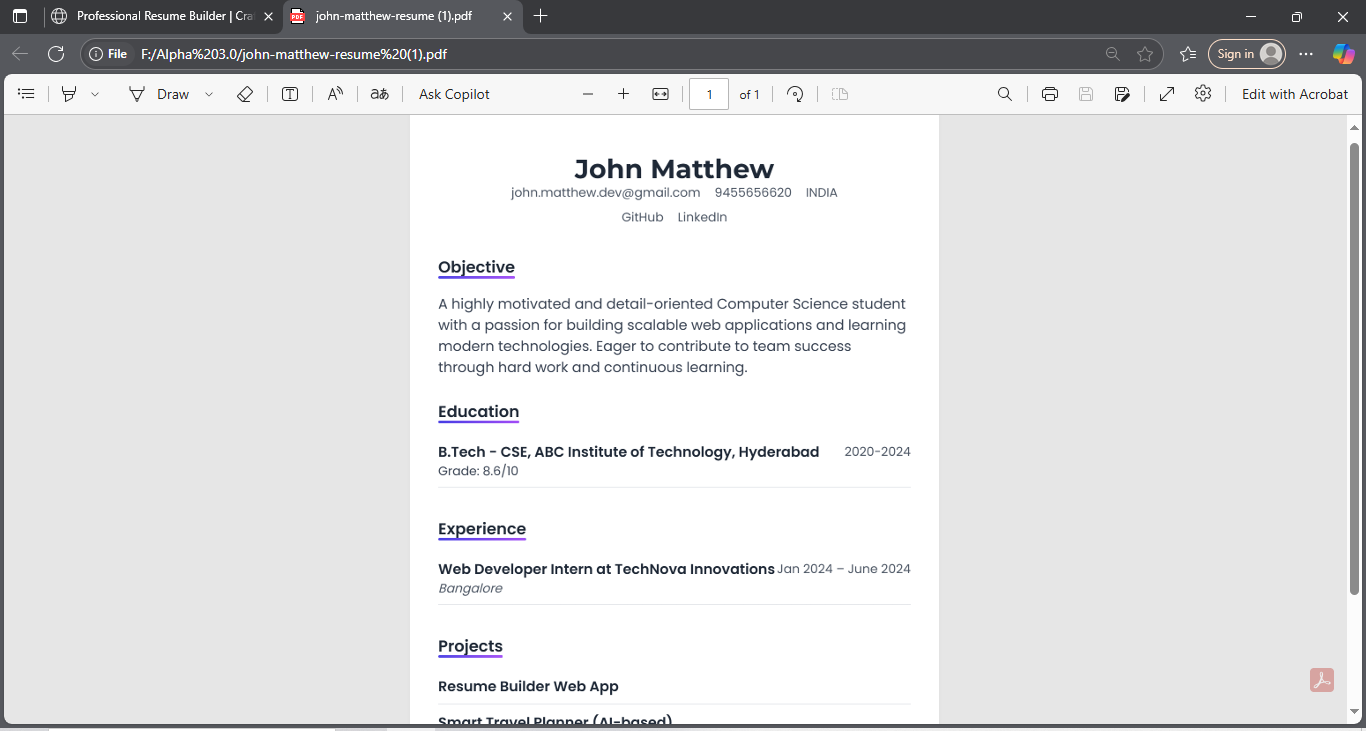 Professional Resume Builder | Cra
john-matthew-resume (1).pdf
File
F:/Alpha%203.0/john-matthew-resume%20(1).pdf
Sign in
Draw
Ask Copilot
1
of 1
Edit with Acrobat
John Matthew
john.matthew.dev@gmail.com 9455656620 INDIA
GitHub LinkedIn
Objective
A highly motivated and detail-oriented Computer Science student
with a passion for building scalable web applications and learning
modern technologies. Eager to contribute to team success
through hard work and continuous learning.
Education
B.Tech - CSE, ABC Institute of Technology, Hyderabad 2020-2024
Grade: 8.6/10
Experience
Web Developer Intern at TechNova Innovations Jan 2024 – June 2024
Bangalore
Projects
Resume Builder Web App
Smart Travel Planner (AI-based)